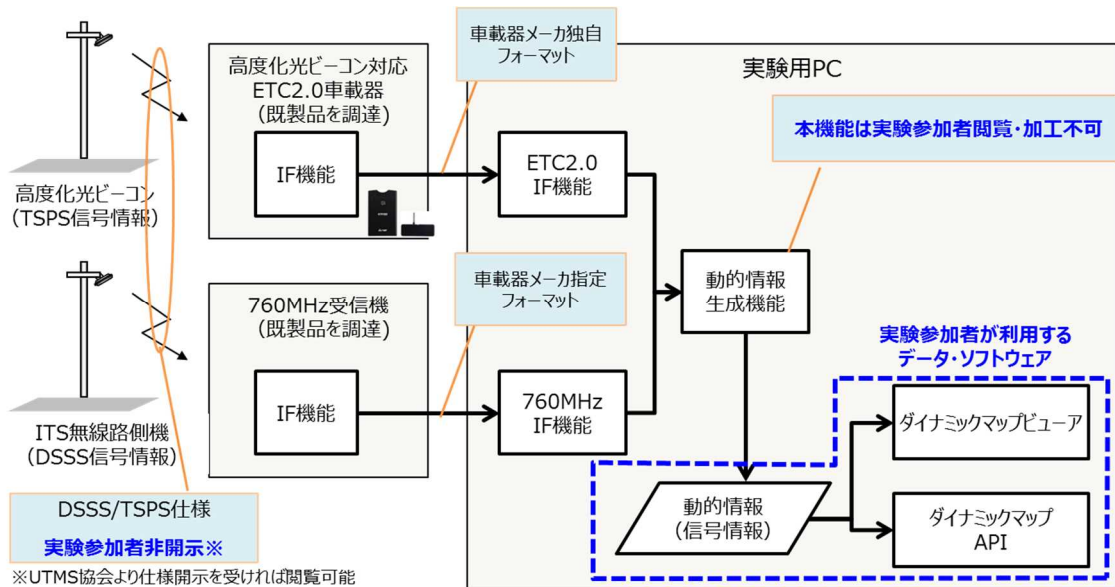 高度化光ビーコン
(TSPS信号情報)
ITS無線路側機
(DSSS信号情報)
DSSS/TSPS仕様
実験参加者非開示※
※UTMS協会より仕様開示を受ければ閲覧可能
高度化光ビーコン対応
ETC2.0車載器
(既製品を調達)
IF機能
760MHz受信機
(既製品を調達)
IF機能
車載器メーカ独自
フォーマット
車載器メーカ指定
フォーマット
実験用PC
本機能は実験参加者閲覧・加工不可
ETC2.0
IF機能
760MHz
IF機能
動的情報
生成機能
実験参加者が利用する
データ・ソフトウェア
動的情報
(信号情報)
ダイナミックマップビューア
ダイナミックマップ
API